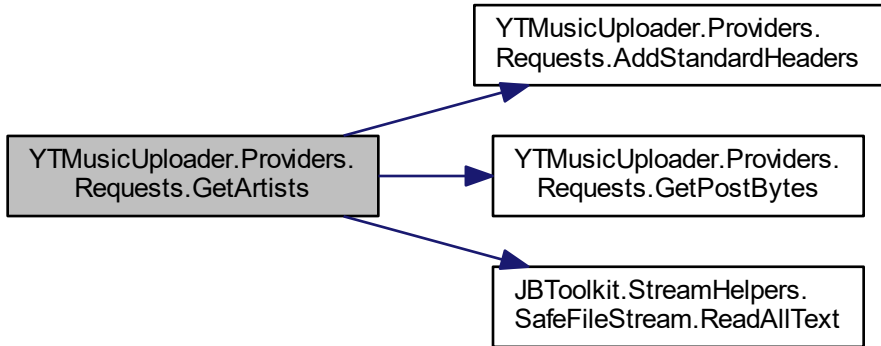 YTMusicUploader.Providers.
Requests.GetArtists
YTMusicUploader.Providers.
Requests.AddStandardHeaders
YTMusicUploader.Providers.
Requests.GetPostBytes
JBToolkit.StreamHelpers.
SafeFileStream.ReadAllText